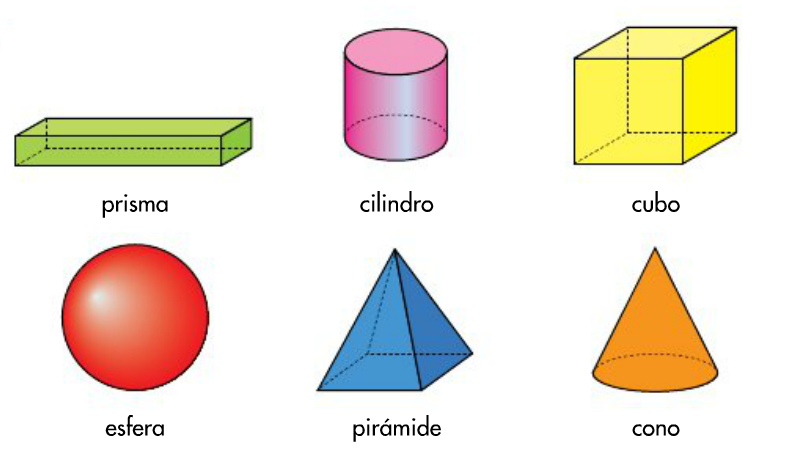 prisma
cilindro
cubo
esfera
pirámide
cono